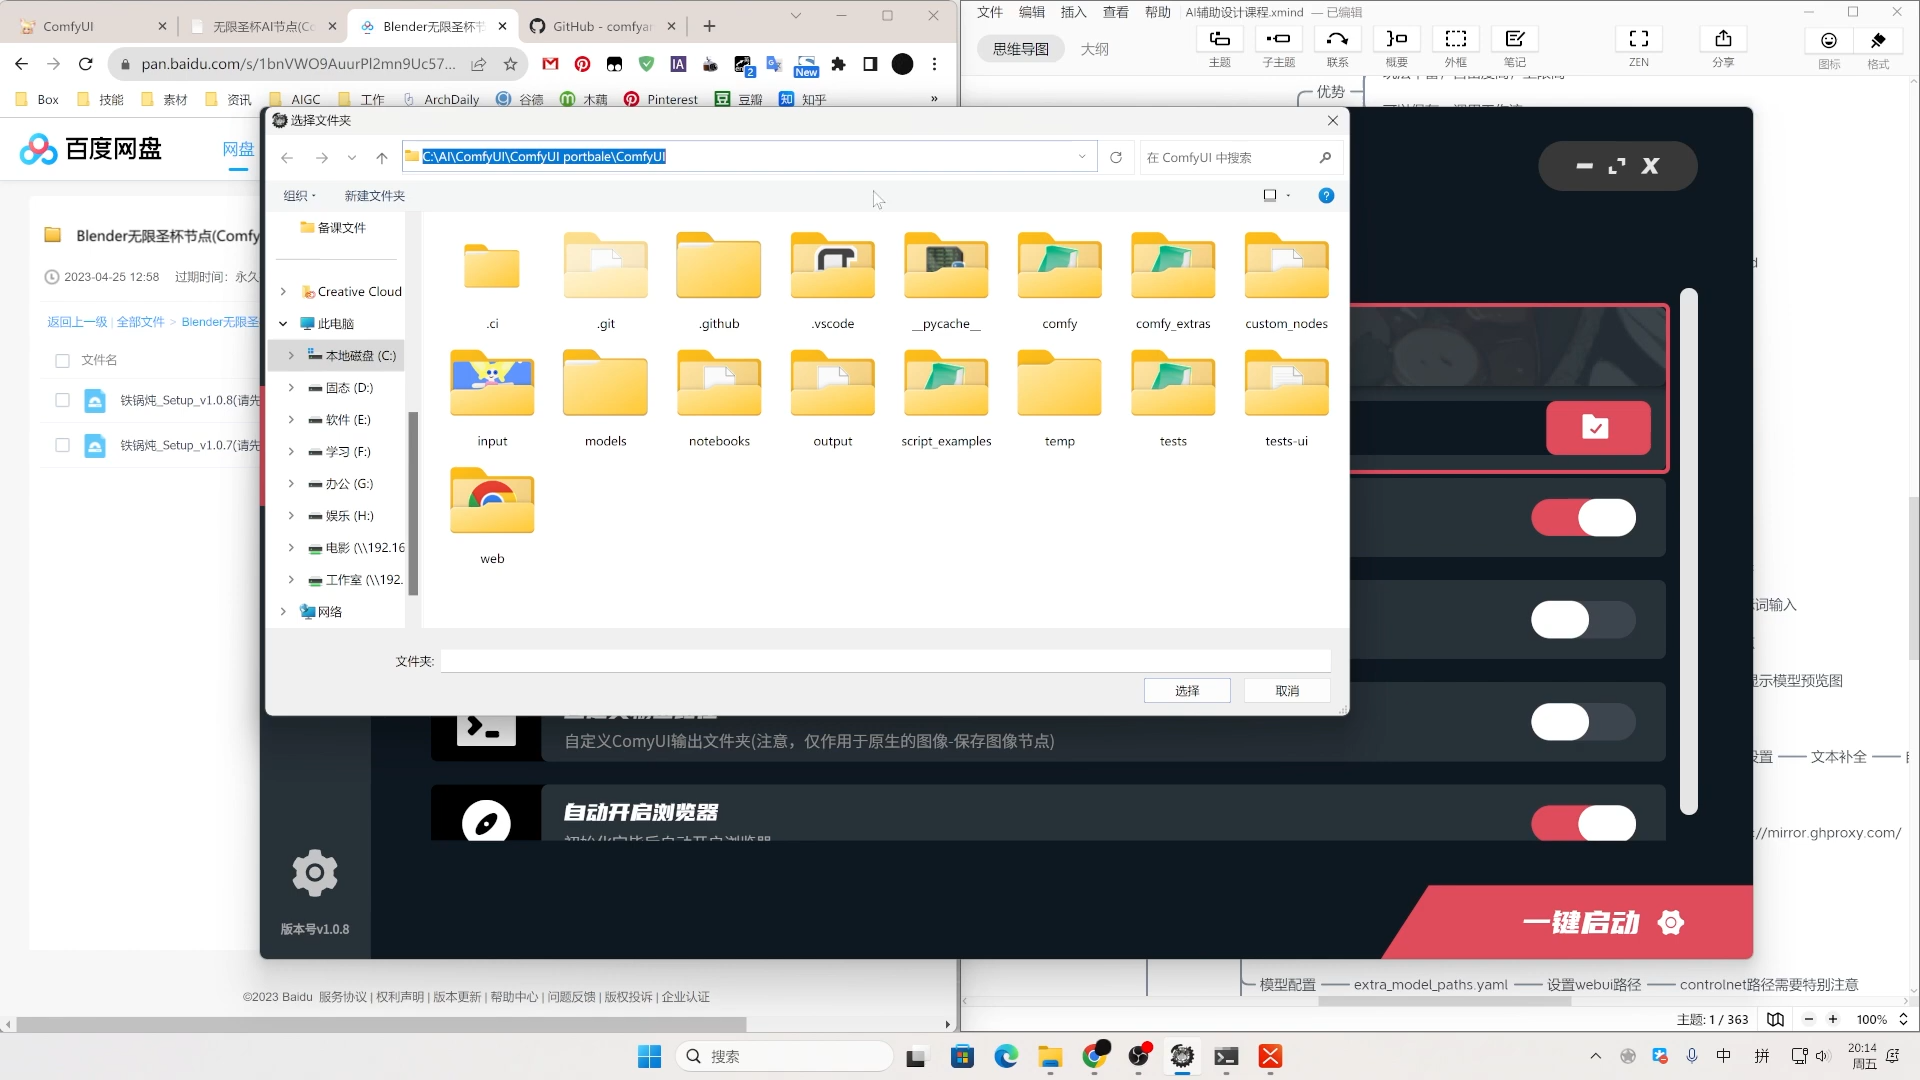 ComfyUI
无限圣杯AI节点(Co
Blender无限圣杯节
GitHub - comfyan
pan.baidu.com/s/1bnVWO9AuurPl2mn9Uc57...
Box
技能
素材
资讯
AIGC
工作
ArchDaily
谷德
木藕
Pinterest
豆瓣
知乎
»
百度网盘
网盘
Blender无限圣杯节点(Comfy
2023-04-25 12:58
过期时间：永久
返回上一级 | 全部文件 > Blender无限圣
文件名
铁锅炖_Setup_v1.0.8(请先
铁锅炖_Setup_v1.0.7(请先
©2023 Baidu 服务协议 | 权利声明 | 版本更新 | 帮助中心 | 问题反馈 | 版权投诉 | 企业认证
文件
编辑
插入
查看
帮助
AI辅助设计课程.xmind — 已编辑
思维导图
大纲
主题
子主题
联系
概要
外框
笔记
ZEN
分享
图标
格式
优势
选择文件夹
C:\AI\ComfyUI\ComfyUI portbale\ComfyUI
在 ComfyUI 中搜索
组织
新建文件夹
备课文件
Creative Cloud
此电脑
本地磁盘 (C:)
固态 (D:)
软件 (E:)
学习 (F:)
办公 (G:)
娱乐 (H:)
电影 (\\192.16
工作室 (\\192.
网络
.ci
.git
.github
.vscode
__pycache__
comfy
comfy_extras
custom_nodes
input
models
notebooks
output
script_examples
temp
tests
tests-ui
web
文件夹:
选择
取消
自定义ComyUI输出文件夹(注意，仅作用于原生的图像-保存图像节点)
自动开启浏览器
版本号v1.0.8
一键启动
词输入
显示模型预览图
设置
文本补全
://mirror.ghproxy.com/
模型配置
extra_model_paths.yaml
设置webui路径
controlnet路径需要特别注意
主题: 1 / 363
100%
搜索
中
拼
20:14
周五